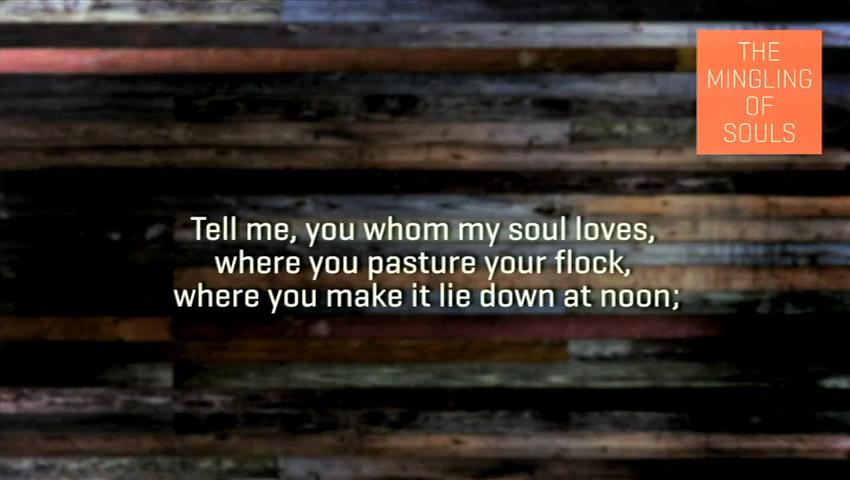 THE
MINGLING
OF
SOULS
Tell me, you whom my soul loves,
where you pasture your flock,
where you make it lie down at noon;